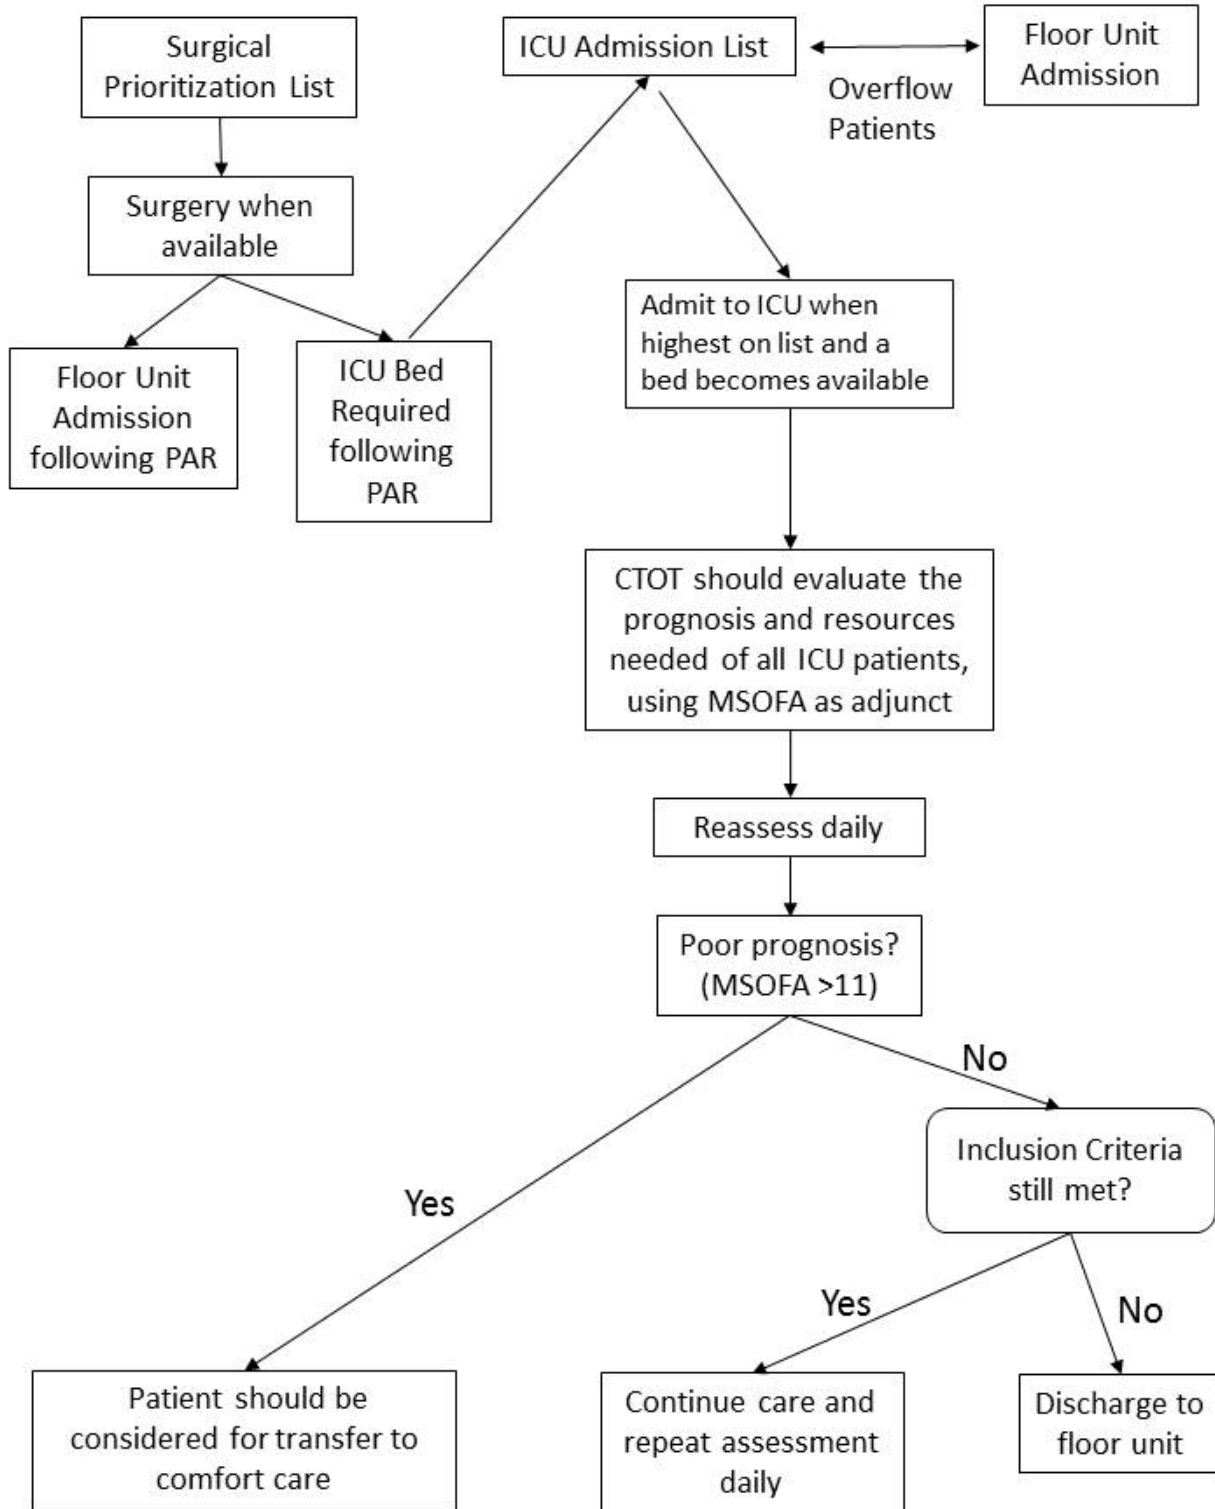 Surgical
Prioritization List
ICU Admission List
Floor Unit
Admission
Overflow
Patients
Surgery when
available
Admit to ICU when
highest on list and a
bed becomes available
Floor Unit
Admission
following PAR
ICU Bed
Required
following
PAR
CTOT should evaluate the
prognosis and resources
needed of all ICU patients,
using MSOFA as adjunct
Reassess daily
Poor prognosis?
(MSOFA >11)
No
Inclusion Criteria
still met?
Yes
Yes
No
Patient should be
considered for transfer to
comfort care
Continue care and
repeat assessment
daily
Discharge to
floor unit